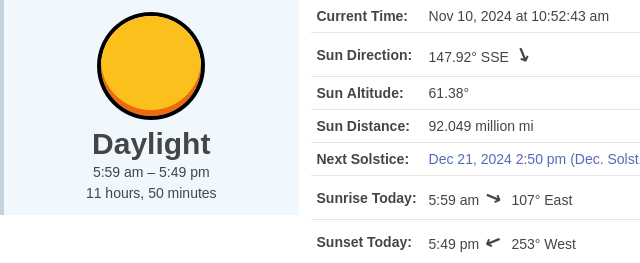 Daylight
5:59 am – 5:49 pm
11 hours, 50 minutes
Current Time: Nov 10, 2024 at 10:52:43 am
Sun Direction: 147.92° SSE
Sun Altitude: 61.38°
Sun Distance: 92.049 million mi
Next Solstice: Dec 21, 2024 2:50 pm (Dec. Solst
Sunrise Today: 5:59 am 107° East
Sunset Today: 5:49 pm 253° West